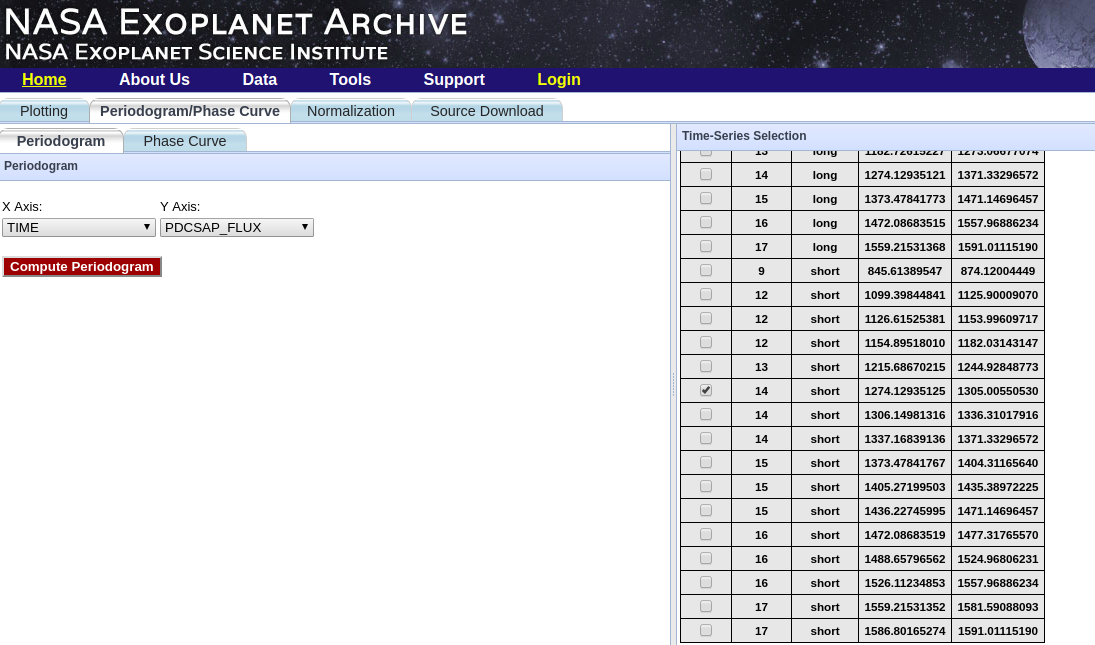 NASA Exoplanet Archive
NASA Exoplanet Science Institute
Home About Us Data Tools Support Login
Plotting Periodogram/Phase Curve Normalization Source Download
Periodogram Phase Curve
Periodogram
X Axis: Y Axis:
TIME PDCSAP_FLUX
Compute Periodogram
Time-Series Selection
13 long 1182.72615227 1273.06677074
14 long 1274.12935121 1371.33296572
15 long 1373.47841773 1471.14696457
16 long 1472.08683515 1557.96886234
17 long 1559.21531368 1591.01115190
9 short 845.61389547 874.12004449
12 short 1099.39844841 1125.90009070
12 short 1126.61525381 1153.99609717
12 short 1154.89518010 1182.03143147
13 short 1215.68670215 1244.92848773
14 short 1274.12935125 1305.00550530
14 short 1306.14981316 1336.31017916
14 short 1337.16839136 1371.33296572
15 short 1373.47841767 1404.31165640
15 short 1405.27199503 1435.38972225
15 short 1436.22745995 1471.14696457
16 short 1472.08683519 1477.31765570
16 short 1488.65796562 1524.96806231
16 short 1526.11234853 1557.96886234
17 short 1559.21531352 1581.59088093
17 short 1586.80165274 1591.01115190